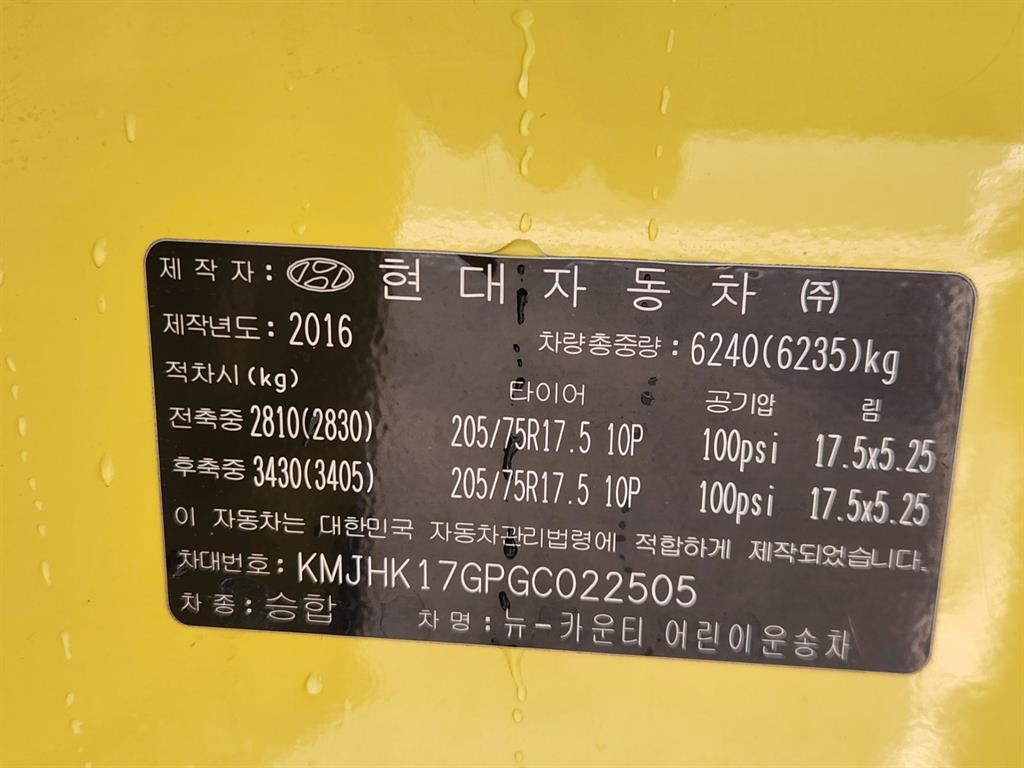 제작자 : 현대자동차 (주)
제작년도 : 2016 차량총중량 : 6240(6235)kg
적차시(kg) 타이어 공기압 림
전축중 2810(2830) 205/75R17.5 10P 100psi 17.5x5.25
후축중 3430(3405) 205/75R17.5 10P 100psi 17.5x5.25
이 자동차는 대한민국 자동차관리법령에 적합하게 제작되었습니다.
차대번호 : KMJHK17GPGC022505
차종 : 승합 차명 : 뉴-카운티 어린이운송차